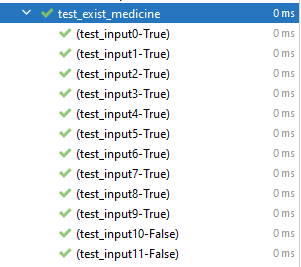 test_exist_medicine 0 ms
(test_input0-True) 0 ms
(test_input1-True) 0 ms
(test_input2-True) 0 ms
(test_input3-True) 0 ms
(test_input4-True) 0 ms
(test_input5-True) 0 ms
(test_input6-True) 0 ms
(test_input7-True) 0 ms
(test_input8-True) 0 ms
(test_input9-True) 0 ms
(test_input10-False) 0 ms
(test_input11-False) 0 ms